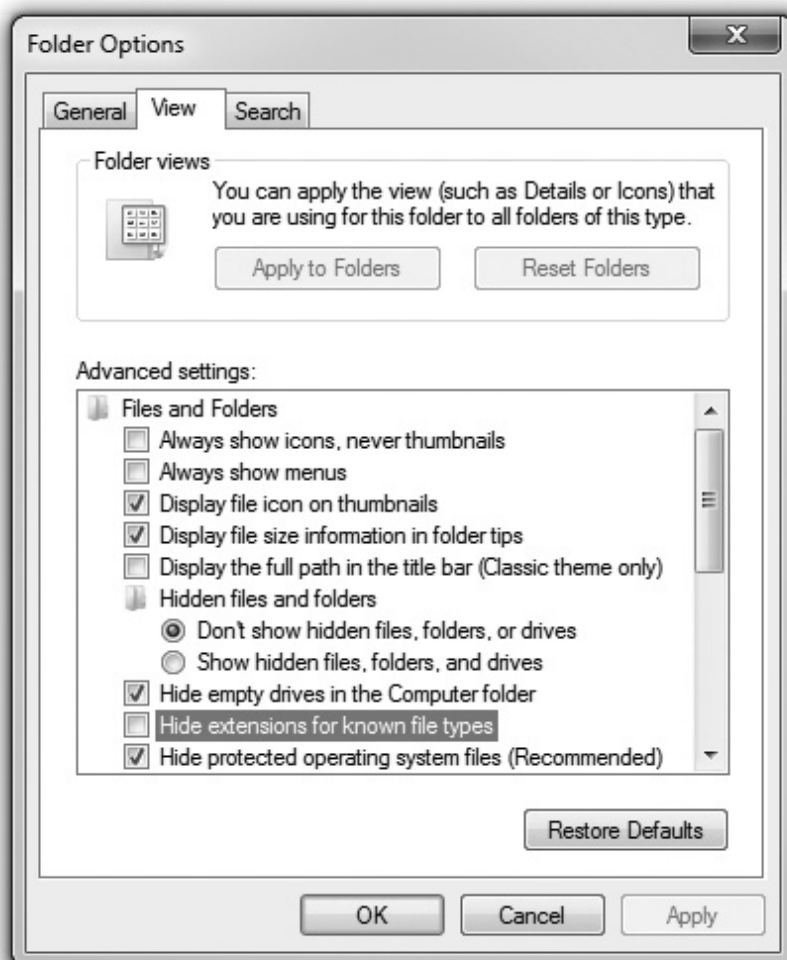 Folder Options
General
View
Search
Folder views
You can apply the view (such as Details or Icons) that
you are using for this folder to all folders of this type.
Apply to Folders
Reset Folders
Advanced settings:
Files and Folders
Always show icons, never thumbnails
Always show menus
Display file icon on thumbnails
Display file size information in folder tips
Display the full path in the title bar (Classic theme only)
Hidden files and folders
Don't show hidden files, folders, or drives
Show hidden files, folders, and drives
Hide empty drives in the Computer folder
Hide extensions for known file types
Hide protected operating system files (Recommended)
Restore Defaults
OK
Cancel
Apply